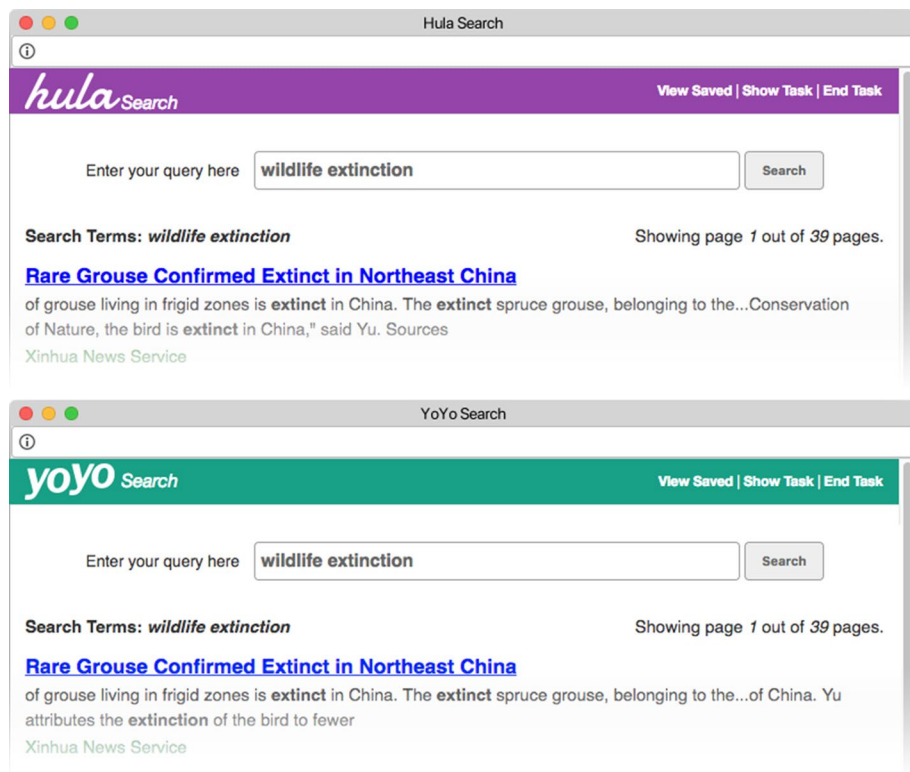 Hula Search
hula Search
View Saved | Show Task | End Task
Enter your query here wildlife extinction Search
Search Terms: wildlife extinction Showing page 1 out of 39 pages.
Rare Grouse Confirmed Extinct in Northeast China
of grouse living in frigid zones is extinct in China. The extinct spruce grouse, belonging to the...Conservation
of Nature, the bird is extinct in China," said Yu. Sources
Xinhua News Service
YoYo Search
yoyo Search
View Saved | Show Task | End Task
Enter your query here wildlife extinction Search
Search Terms: wildlife extinction Showing page 1 out of 39 pages.
Rare Grouse Confirmed Extinct in Northeast China
of grouse living in frigid zones is extinct in China. The extinct spruce grouse, belonging to the...of China. Yu
attributes the extinction of the bird to fewer
Xinhua News Service